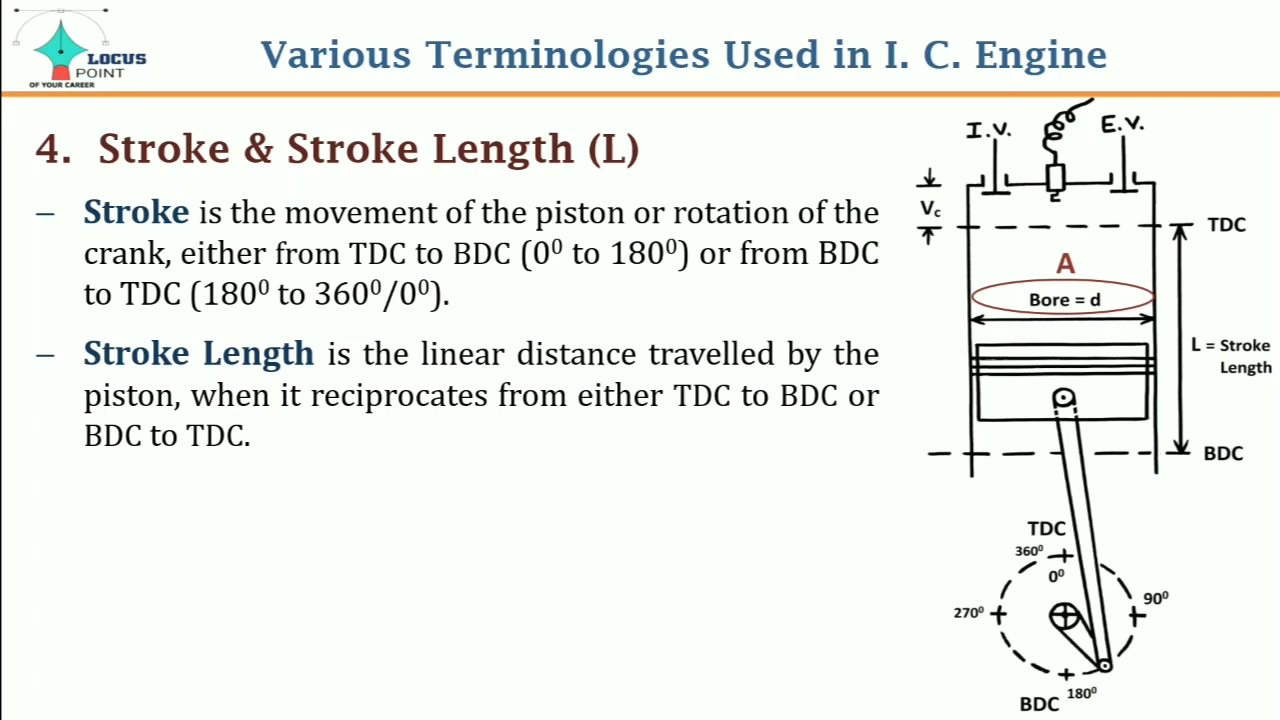 LOCUS
POINT
OF YOUR CAREER
Various Terminologies Used in I. C. Engine
4. Stroke & Stroke Length (L)
– Stroke is the movement of the piston or rotation of the
crank, either from TDC to BDC (0⁰ to 180⁰) or from BDC
to TDC (180⁰ to 360⁰/0⁰).
– Stroke Length is the linear distance travelled by the
piston, when it reciprocates from either TDC to BDC or
BDC to TDC.
I.V.
E.V.
Vc
TDC
A
Bore = d
L = Stroke
Length
BDC
TDC
360⁰
0⁰
90⁰
270⁰
180⁰
BDC